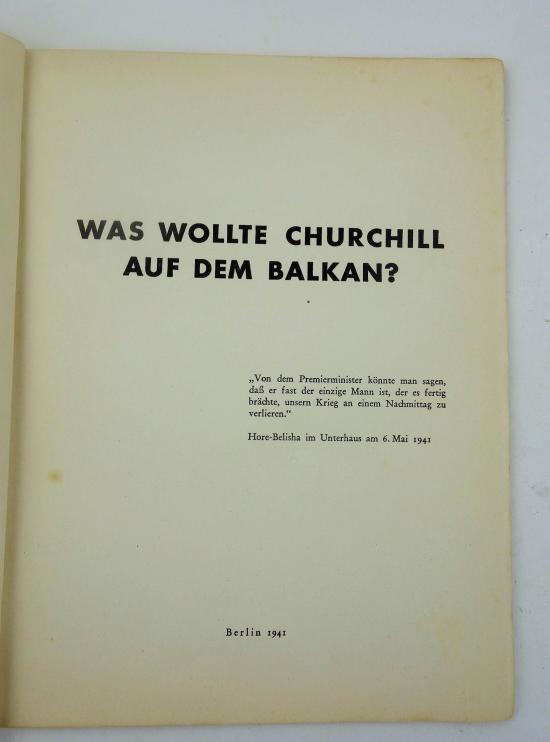 WAS WOLLTE CHURCHILL
AUF DEM BALKAN?
„Von dem Premierminister könnte man sagen,
daß er fast der einzige Mann ist, der es fertig
brächte, unsern Krieg an einem Nachmittag zu
verlieren.“
Hore-Belisha im Unterhaus am 6. Mai 1941
Berlin 1941